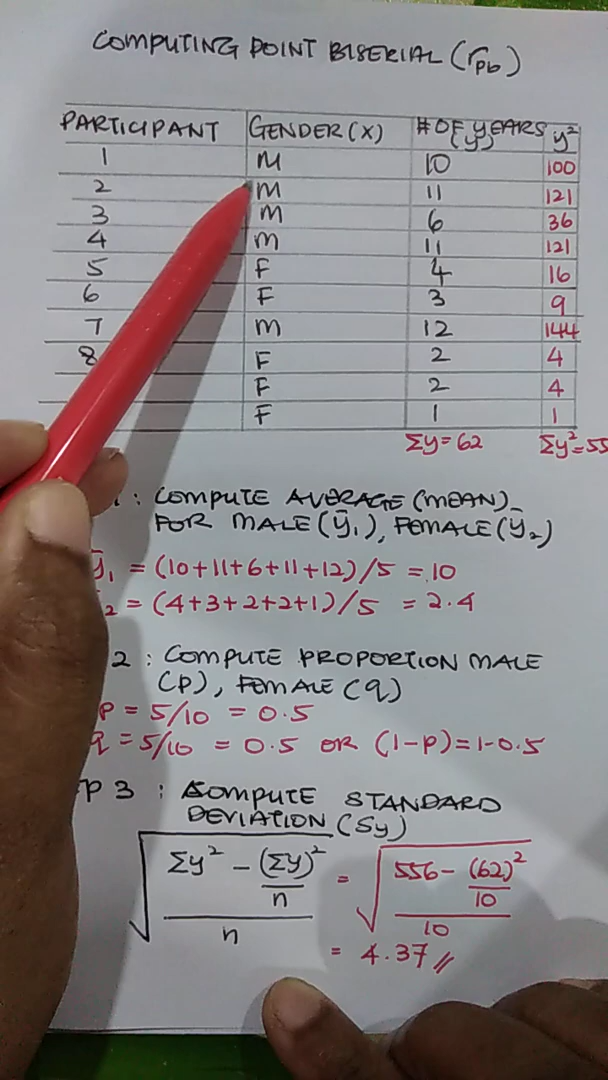 COMPUTING POINT BISERIAL (rpb)
PARTICIPANT GENDER (X) # OF YEARS (y) y²
1 M 10 100
2 M 11 121
3 M 6 36
4 M 11 121
5 F 4 16
6 F 3 9
7 M 12 144
8 F 2 4
F 2 4
F 1 1
Σy = 62 Σy² = 55
: COMPUTE AVERAGE (MEAN)
FOR MALE (ȳ₁), FEMALE (ȳ₂)
ȳ₁ = (10+11+6+11+12)/5 = 10
₂ = (4+3+2+2+1)/5 = 2.4
2 : COMPUTE PROPORTION MALE
(P), FEMALE (q)
P = 5/10 = 0.5
q = 5/10 = 0.5 OR (1-P) = 1-0.5
P 3 : COMPUTE STANDARD
DEVIATION (Sy)
√((Σy² - (Σy)²/n)/n) = √((556 - (62)²/10)/10)
= 4.37 //